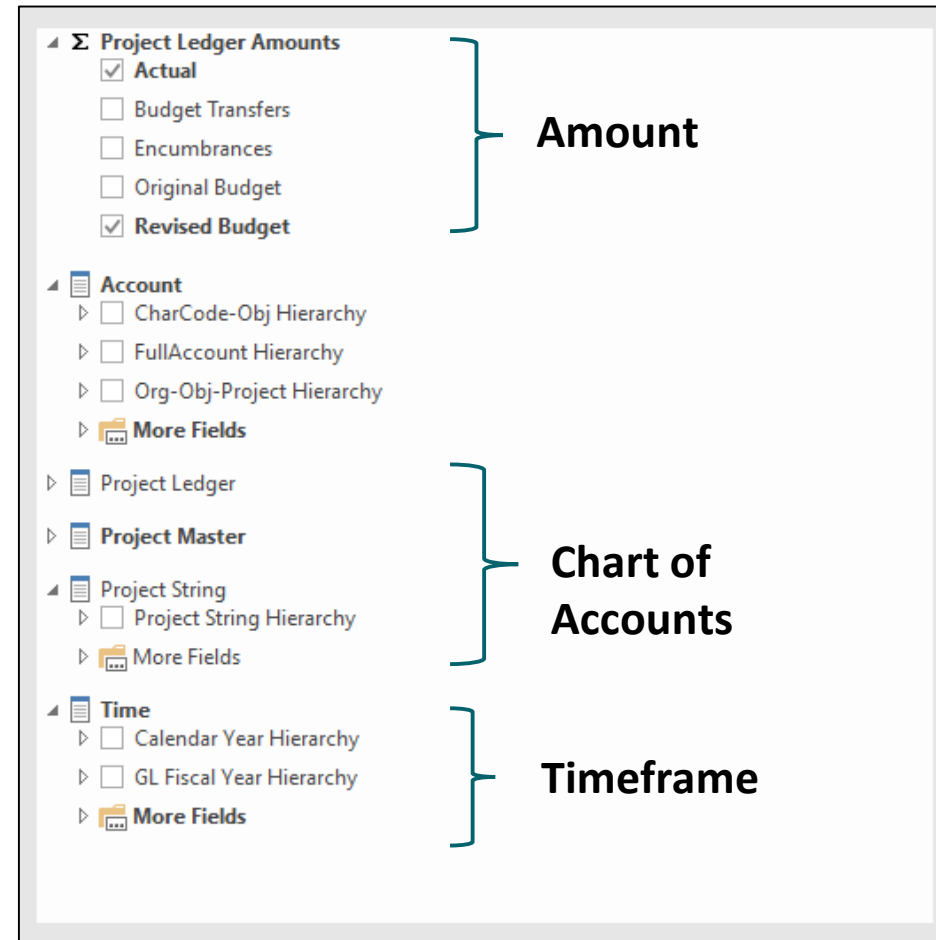 Σ Project Ledger Amounts
Actual
Budget Transfers
Encumbrances
Original Budget
Revised Budget
Amount
Account
CharCode-Obj Hierarchy
FullAccount Hierarchy
Org-Obj-Project Hierarchy
More Fields
Project Ledger
Project Master
Project String
Project String Hierarchy
More Fields
Chart of
Accounts
Time
Calendar Year Hierarchy
GL Fiscal Year Hierarchy
More Fields
Timeframe